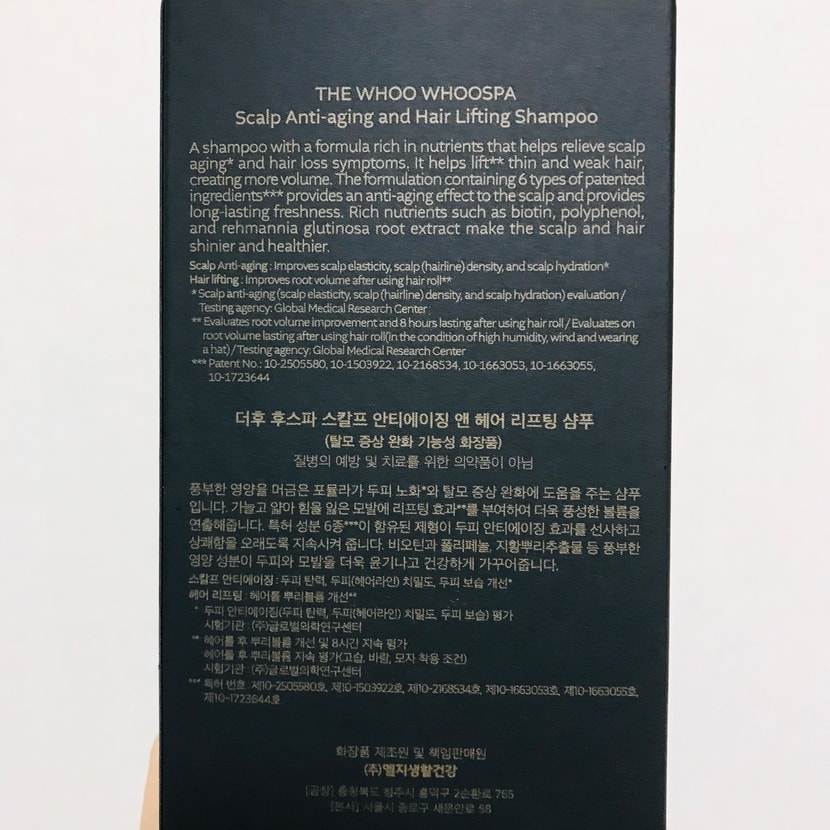 THE WHOO WHOOSPA
Scalp Anti-aging and Hair Lifting Shampoo
A shampoo with a formula rich in nutrients that helps relieve scalp
aging* and hair loss symptoms. It helps lift** thin and weak hair,
creating more volume. The formulation containing 6 types of patented
ingredients*** provides an anti-aging effect to the scalp and provides
long-lasting freshness. Rich nutrients such as biotin, polyphenol,
and rehmannia glutinosa root extract make the scalp and hair
shinier and healthier.
Scalp Anti-aging : Improves scalp elasticity, scalp (hairline) density, and scalp hydration*
Hair lifting : Improves root volume after using hair roll**
* Scalp anti-aging (scalp elasticity, scalp (hairline) density, and scalp hydration) evaluation /
Testing agency: Global Medical Research Center
** Evaluates root volume improvement and 8 hours lasting after using hair roll / Evaluates on
root volume lasting after using hair roll(in the condition of high humidity, wind and wearing
a hat) / Testing agency: Global Medical Research Center
*** Patent No.: 10-2505580, 10-1503922, 10-2168534, 10-1663053, 10-1663055,
10-1723644
더후 후스파 스칼프 안티에이징 앤 헤어 리프팅 샴푸
(탈모 증상 완화 기능성 화장품)
질병의 예방 및 치료를 위한 의약품이 아님
풍부한 영양을 머금은 포뮬라가 두피 노화*와 탈모 증상 완화에 도움을 주는 샴푸
입니다. 가늘고 얇아 힘을 잃은 모발에 리프팅 효과**를 부여하여 더욱 풍성한 볼륨을
연출해줍니다. 특허 성분 6종***이 함유된 제형이 두피 안티에이징 효과를 선사하고
상쾌함을 오래도록 지속시켜 줍니다. 비오틴과 폴리페놀, 지황뿌리추출물 등 풍부한
영양 성분이 두피와 모발을 더욱 윤기나고 건강하게 가꾸어줍니다.
스칼프 안티에이징 : 두피 탄력, 두피(헤어라인) 치밀도, 두피 보습 개선*
헤어 리프팅 : 헤어롤 뿌리볼륨 개선**
* 두피 안티에이징(두피 탄력, 두피(헤어라인) 치밀도, 두피 보습) 평가
시험기관 : (주)글로벌의학연구센터
** 헤어롤 후 뿌리볼륨 개선 및 8시간 지속 평가
헤어롤 후 뿌리볼륨 지속 평가(고습, 바람, 모자 착용 조건)
시험기관 : (주)글로벌의학연구센터
*** 특허 번호 : 제10-2505580호, 제10-1503922호, 제10-2168534호, 제10-1663053호, 제10-1663055호,
제10-1723644호
화장품 제조원 및 책임판매원
(주)엘지생활건강
[공장] 충청북도 청주시 흥덕구 2순환로 765
[본사] 서울시 종로구 새문안로 58